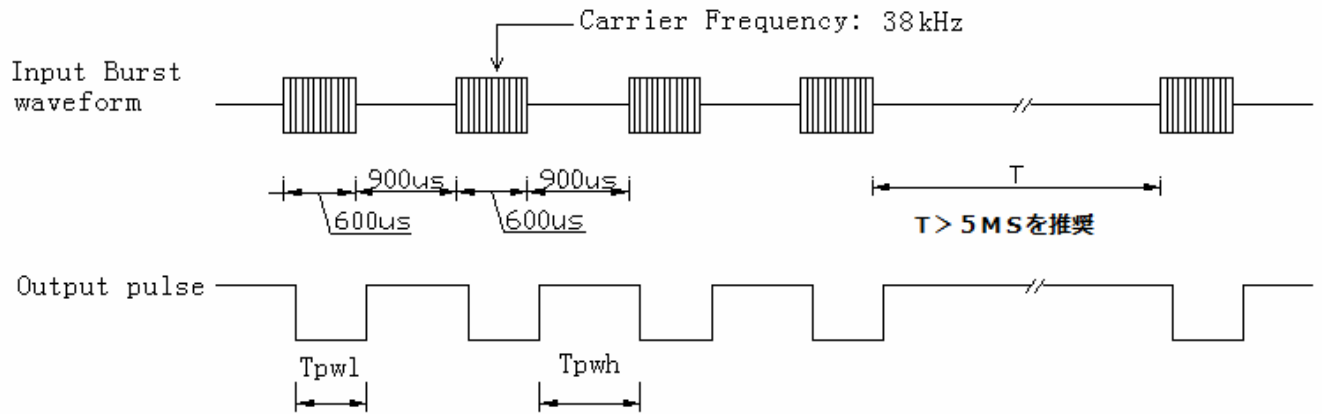 Carrier Frequency: 38kHz
Input Burst
waveform
900us
900us
T
600us
600us
T＞５ＭＳを推奨
Output pulse
Tpwl
Tpwh